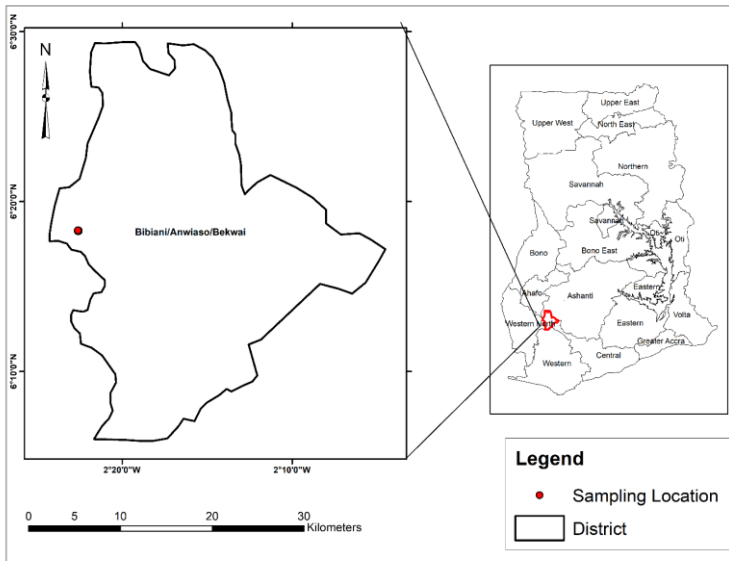 6°30'0"N
6°20'0"N
6°10'0"N
N
Bibiani/Anwiaso/Bekwai
2°20'0"W
2°10'0"W
0 5 10 20 30
Kilometers
Upper East
North East
Upper West
Northern
Savannah
Savannah
Oti
Oti
Bono
Bono East
Ahafo
Ashanti
Eastern
Volta
Western North
Eastern
Greater Accra
Central
Western
Legend
Sampling Location
District